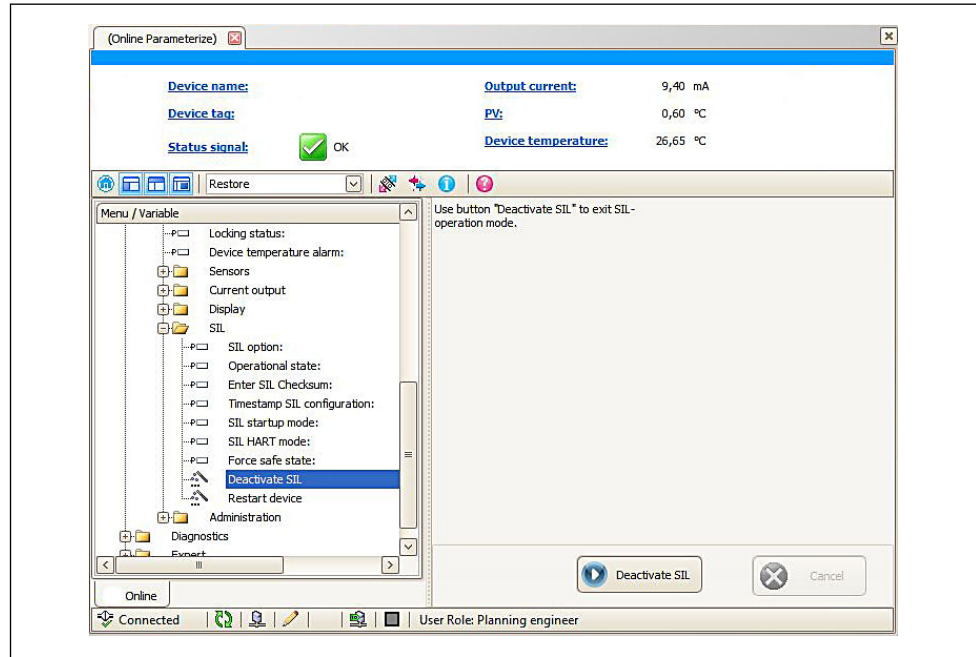 (Online Parameterize)
Device name:
Output current: 9,40 mA
Device tag:
PV: 0,60 °C
Status signal: OK
Device temperature: 26,65 °C
Restore
Menu / Variable
Locking status:
Device temperature alarm:
Sensors
Current output
Display
SIL
SIL option:
Operational state:
Enter SIL Checksum:
Timestamp SIL configuration:
SIL startup mode:
SIL HART mode:
Force safe state:
Deactivate SIL
Restart device
Administration
Diagnostics
Expert
Use button "Deactivate SIL" to exit SIL-
operation mode.
Deactivate SIL
Cancel
Online
Connected
User Role: Planning engineer